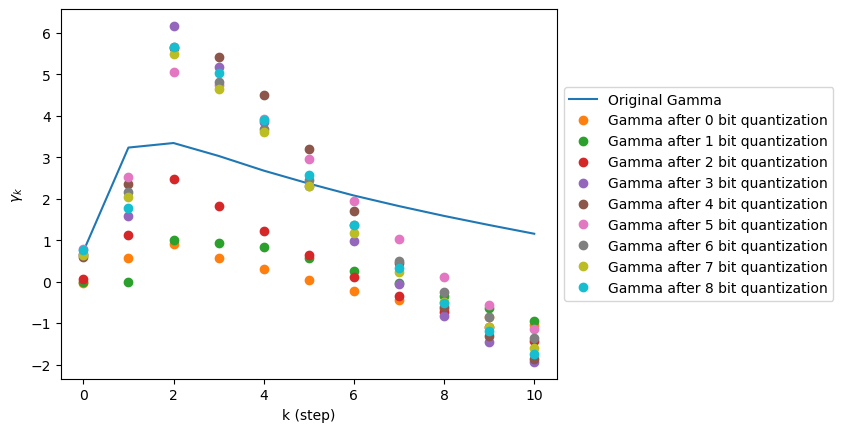 6
5
4
3
2
1
0
−1
−2
γₖ
0
2
4
6
8
10
k (step)
Original Gamma
Gamma after 0 bit quantization
Gamma after 1 bit quantization
Gamma after 2 bit quantization
Gamma after 3 bit quantization
Gamma after 4 bit quantization
Gamma after 5 bit quantization
Gamma after 6 bit quantization
Gamma after 7 bit quantization
Gamma after 8 bit quantization